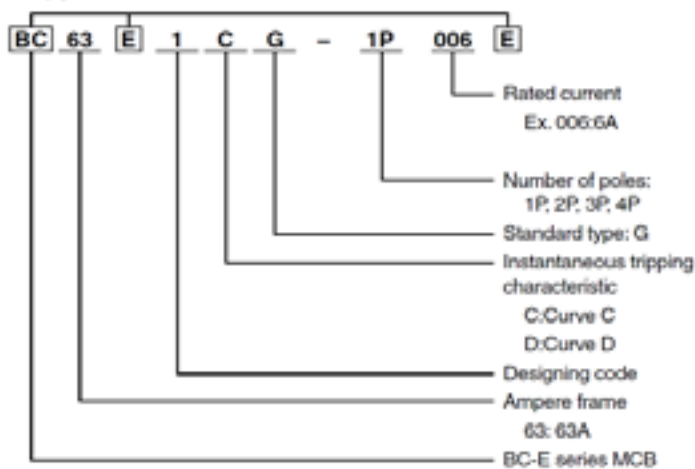 BC 63 E 1 C G – 1P 006 E
Rated current
Ex. 006:6A
Number of poles:
1P, 2P, 3P, 4P
Standard type: G
Instantaneous tripping
characteristic
C:Curve C
D:Curve D
Designing code
Ampere frame
63: 63A
BC-E series MCB